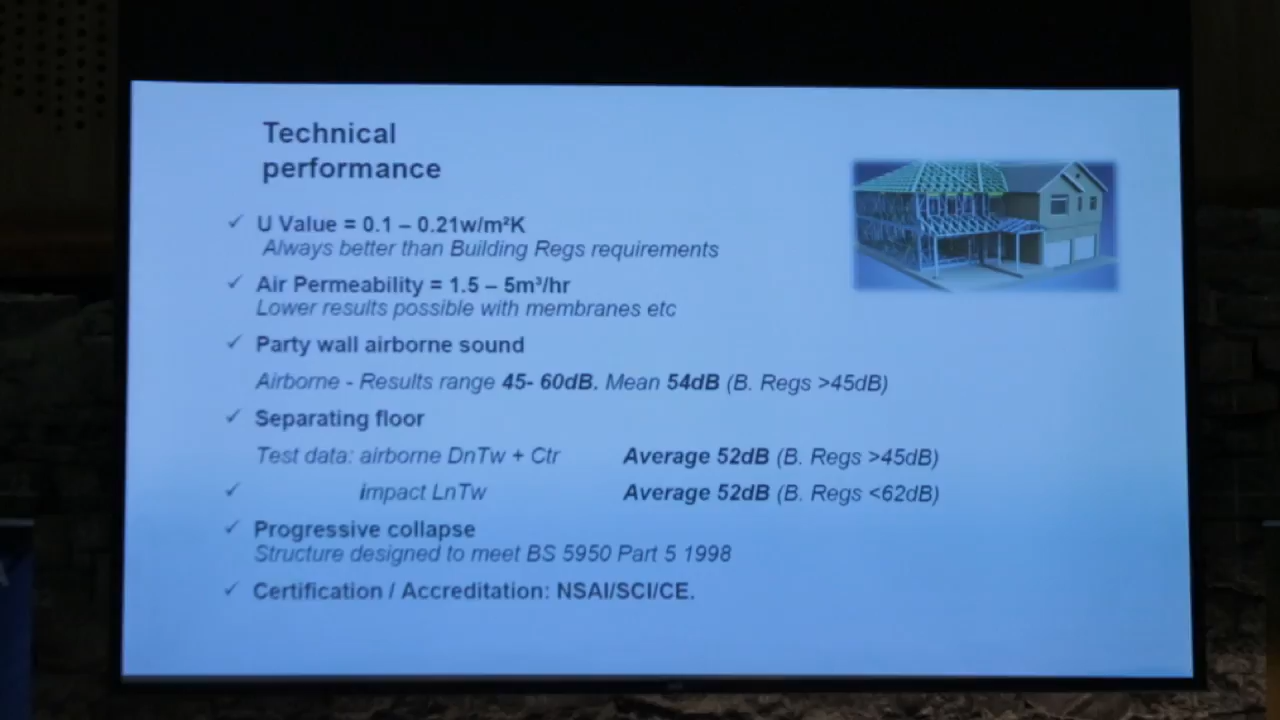 Technical
performance
✓ U Value = 0.1 – 0.21w/m²K
Always better than Building Regs requirements
✓ Air Permeability = 1.5 – 5m³/hr
Lower results possible with membranes etc
✓ Party wall airborne sound
Airborne - Results range 45- 60dB. Mean 54dB (B. Regs >45dB)
✓ Separating floor
Test data: airborne DnTw + Ctr Average 52dB (B. Regs >45dB)
✓ impact LnTw Average 52dB (B. Regs <62dB)
✓ Progressive collapse
Structure designed to meet BS 5950 Part 5 1998
✓ Certification / Accreditation: NSAI/SCI/CE.